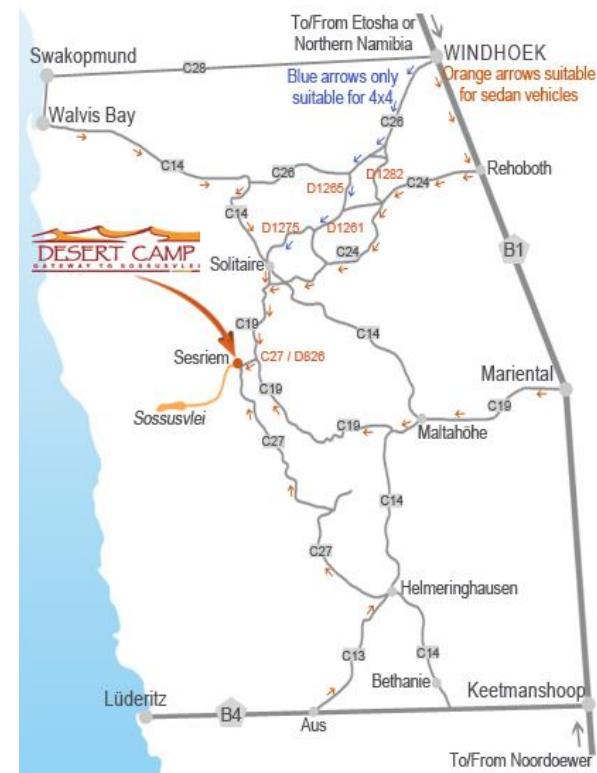 To/From Etosha or
Northern Namibia
WINDHOEK
Swakopmund
C28
Blue arrows only
suitable for 4x4
Orange arrows suitable
for sedan vehicles
Walvis Bay
C26
C14
C26
D1265
D1282
C24
Rehoboth
C14
D1275
D1261
B1
DESERT CAMP
GATEWAY TO SOSSUSVLEI
Solitaire
C24
C19
C14
Sesriem
C27 / D826
Mariental
C19
C19
Sossusvlei
C19
Maltahöhe
C27
C14
C27
Helmeringhausen
C13
C14
Bethanie
Keetmanshoop
Lüderitz
B4
Aus
To/From Noordoewer